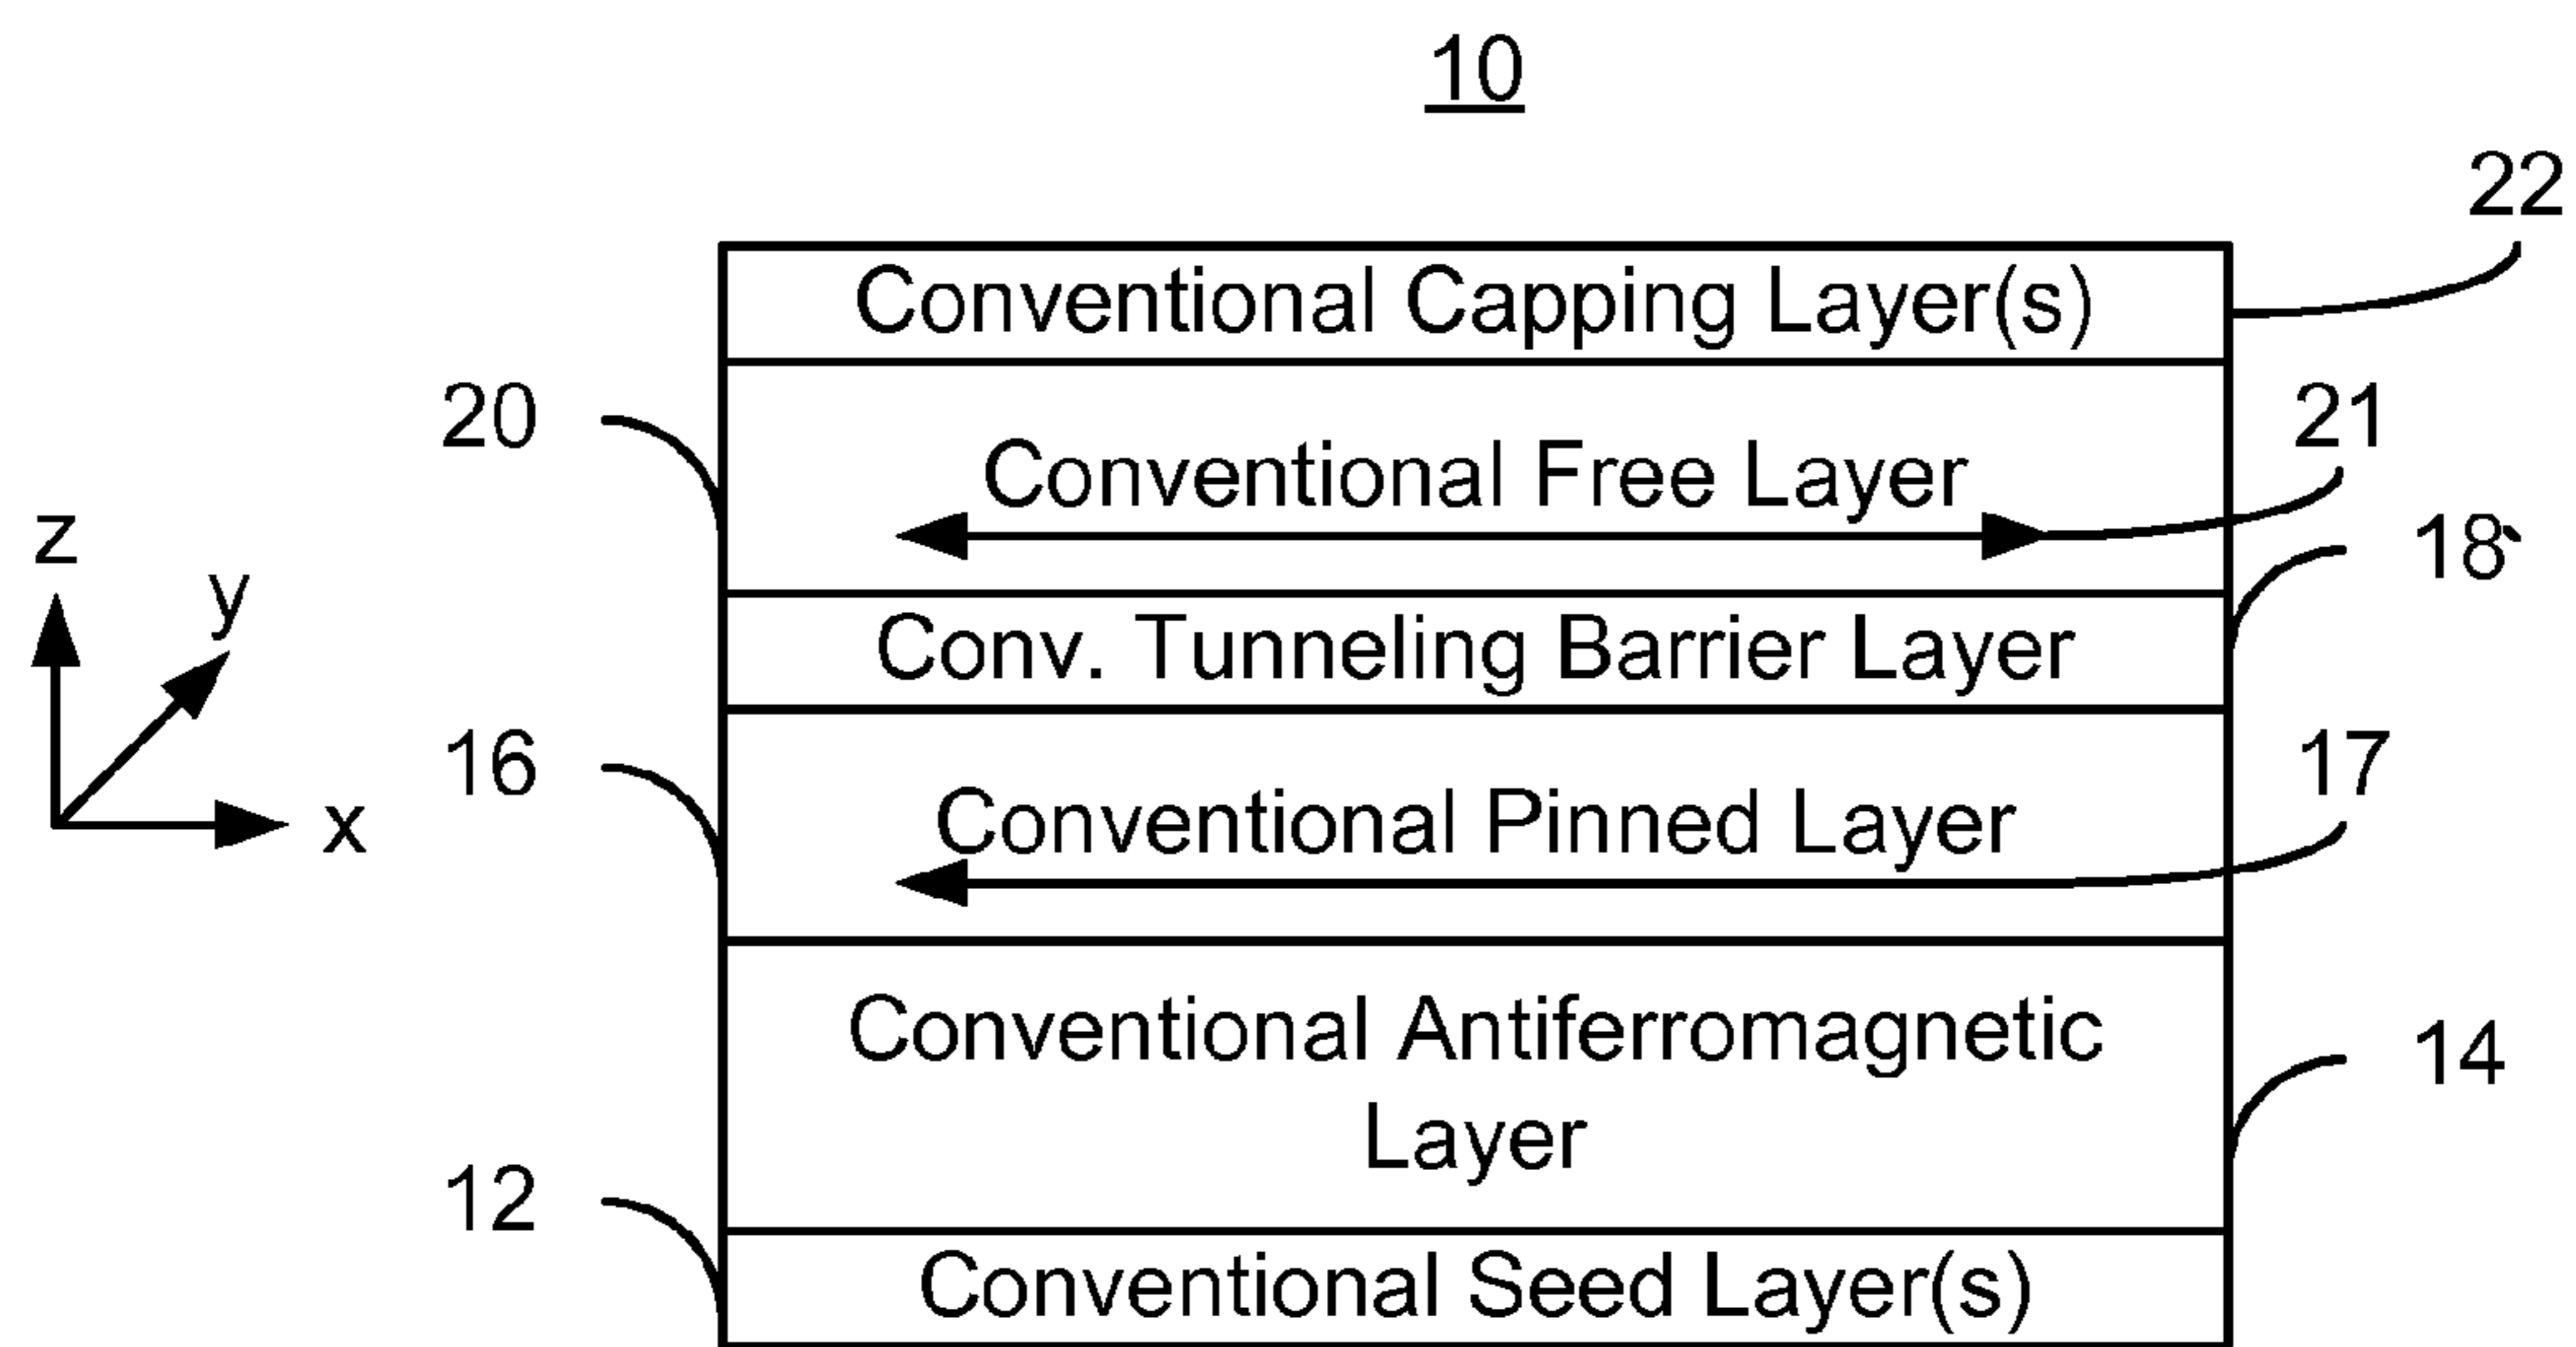 10
22
Conventional Capping Layer(s)
20
21
Conventional Free Layer
z
y
18`
Conv. Tunneling Barrier Layer
16
17
x
Conventional Pinned Layer
Conventional Antiferromagnetic
Layer
14
12
Conventional Seed Layer(s)